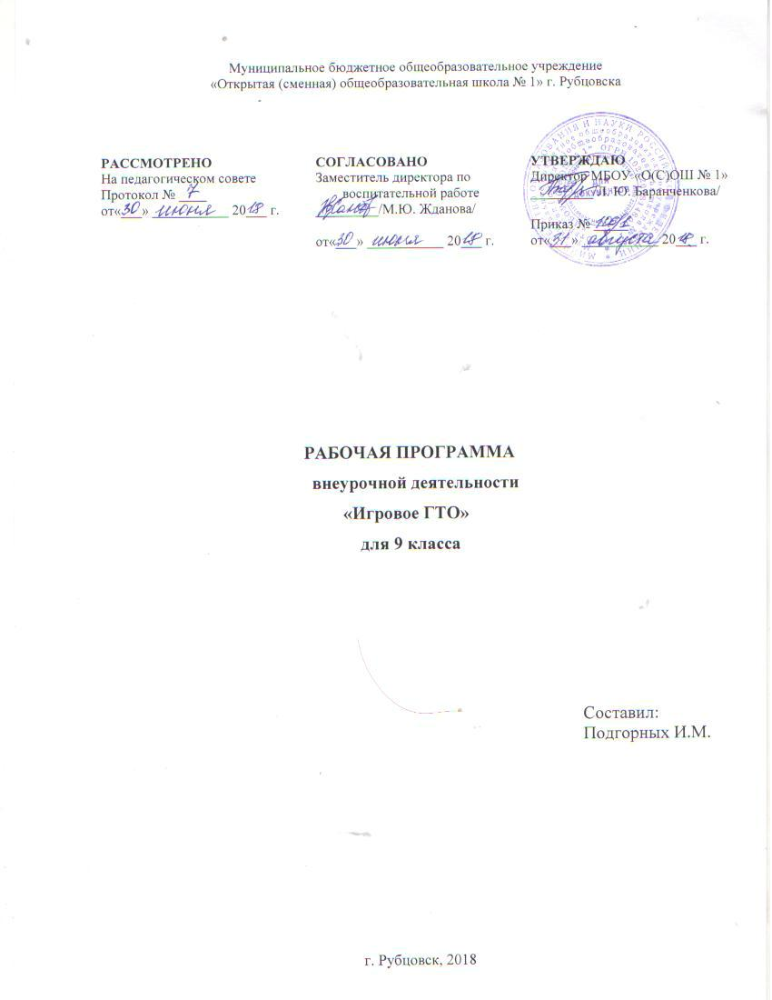 Муниципальное бюджетное общеобразовательное учреждение
«Открытая (сменная) общеобразовательная школа № 1» г. Рубцовска
РАССМОТРЕНО
На педагогическом совете
Протокол № 7
от«30» июня 2018 г.
СОГЛАСОВАНО
Заместитель директора по
воспитательной работе
/М.Ю. Жданова/
от«30» июня 2018 г.
УТВЕРЖДАЮ
Директор МБОУ «О(С)ОШ № 1»
/Л. Ю. Баранченкова/
Приказ №
от«31» августа 2018 г.
РАБОЧАЯ ПРОГРАММА
внеурочной деятельности
«Игровое ГТО»
для 9 класса
Составил:
Подгорных И.М.
г. Рубцовск, 2018